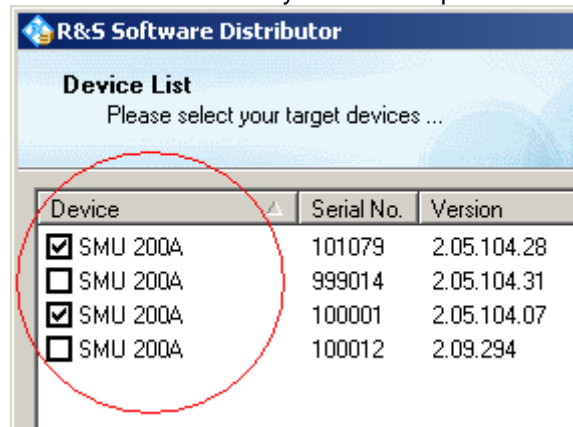 R&S Software Distributor
Device List
Please select your target devices ...
Device Serial No. Version
SMU 200A 101079 2.05.104.28
SMU 200A 999014 2.05.104.31
SMU 200A 100001 2.05.104.07
SMU 200A 100012 2.09.294